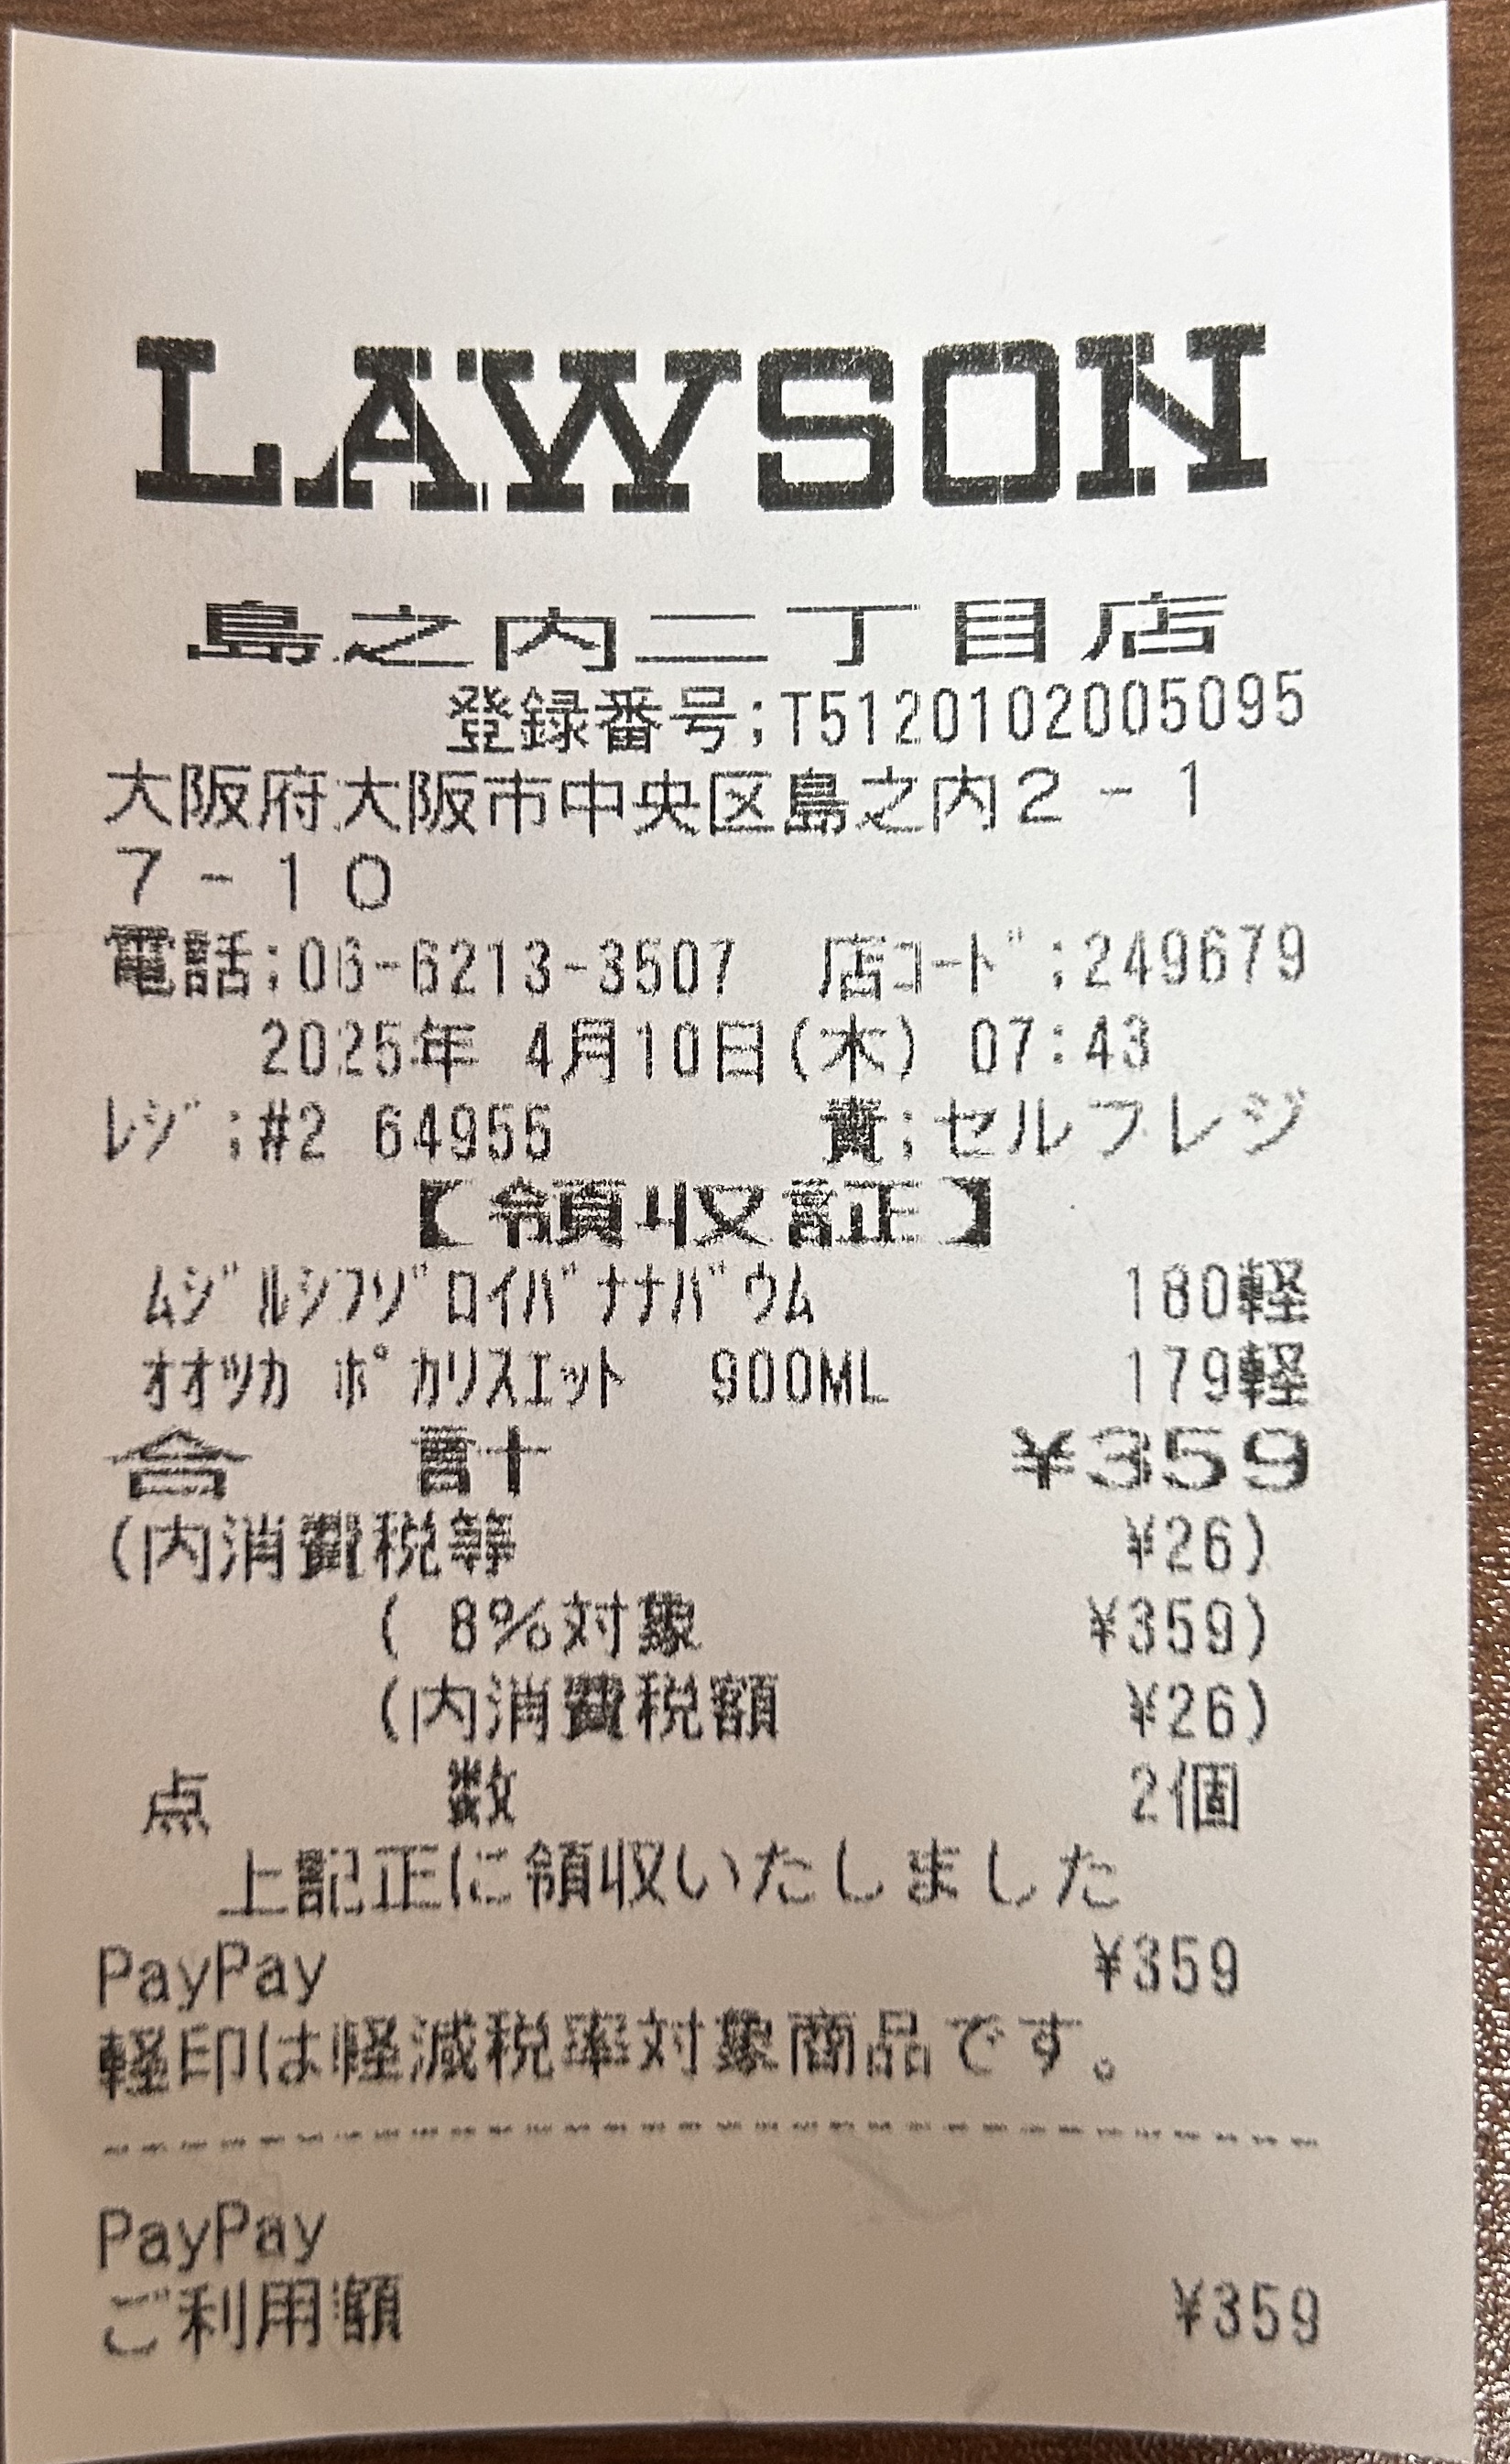 LAWSON
島之内二丁目店
登録番号;T5120102005095
大阪府大阪市中央区島之内2-1
7-10
電話;06-6213-3507 店ｺｰﾄﾞ;249679
2025年 4月10日(木) 07:43
ﾚｼﾞ;#2 64955 責;セルフレジ
【領収証】
ﾑｼﾞﾙｼﾌｿﾞﾛｲﾊﾞﾅﾅﾊﾞｳﾑ 180軽
ｵｵﾂｶ ﾎﾟｶﾘｽｴｯﾄ 900ML 179軽
合 計 ¥359
(内消費税等 ¥26)
( 8%対象 ¥359)
(内消費税額 ¥26)
点 数 2個
上記正に領収いたしました
PayPay ¥359
軽印は軽減税率対象商品です。
PayPay
ご利用額 ¥359